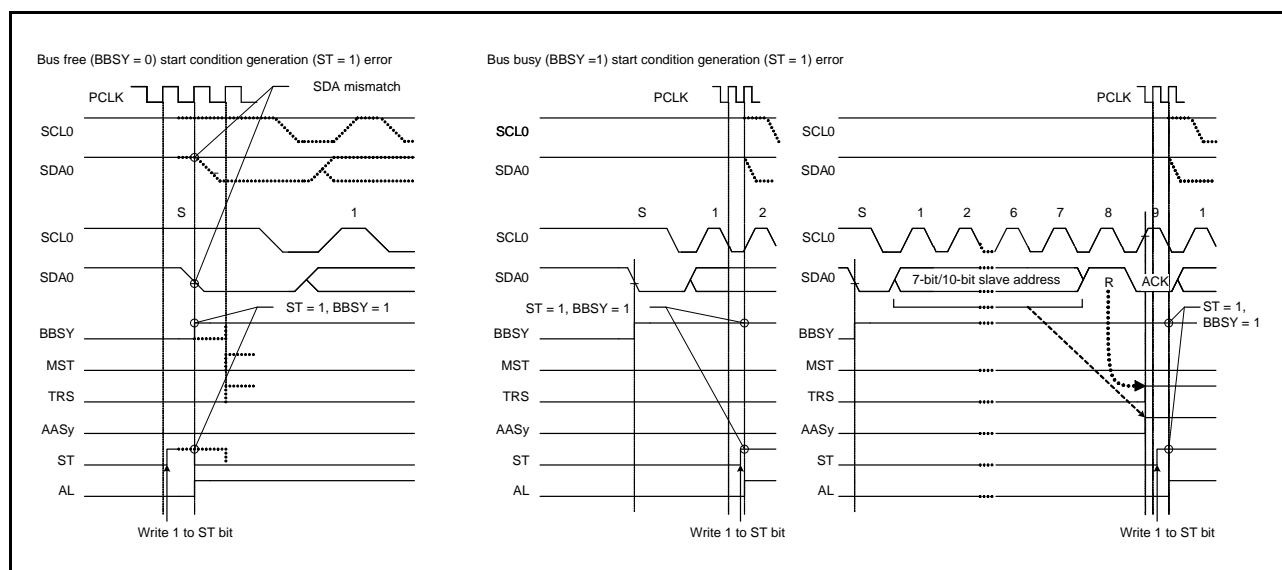 Bus free (BBSY = 0) start condition generation (ST = 1) error
PCLK
SDA mismatch
SCL0
SDA0
S 1
SCL0
SDA0
ST = 1, BBSY = 1
BBSY
MST
TRS
AASy
ST
AL
Write 1 to ST bit
Bus busy (BBSY =1) start condition generation (ST = 1) error
PCLK
SCL0
SDA0
S 1 2
SCL0
SDA0
ST = 1, BBSY = 1
BBSY
MST
TRS
AASy
ST
AL
Write 1 to ST bit
PCLK
SCL0
SDA0
S 1 2 6 7 8 9 1
SCL0
SDA0
7-bit/10-bit slave address R ACK
ST = 1,
BBSY = 1
BBSY
MST
TRS
AASy
ST
AL
Write 1 to ST bit